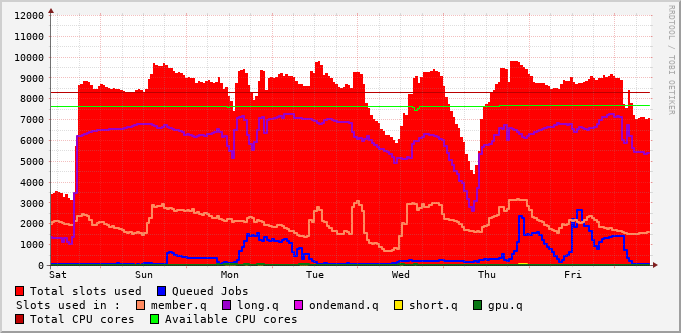 12000
11000
10000
9000
8000
7000
6000
5000
4000
3000
2000
1000
0
Sat Sun Mon Tue Wed Thu Fri
RRDTOOL / TOBI OETIKER
Total slots used Queued Jobs
Slots used in : member.q long.q ondemand.q short.q gpu.q
Total CPU cores Available CPU cores